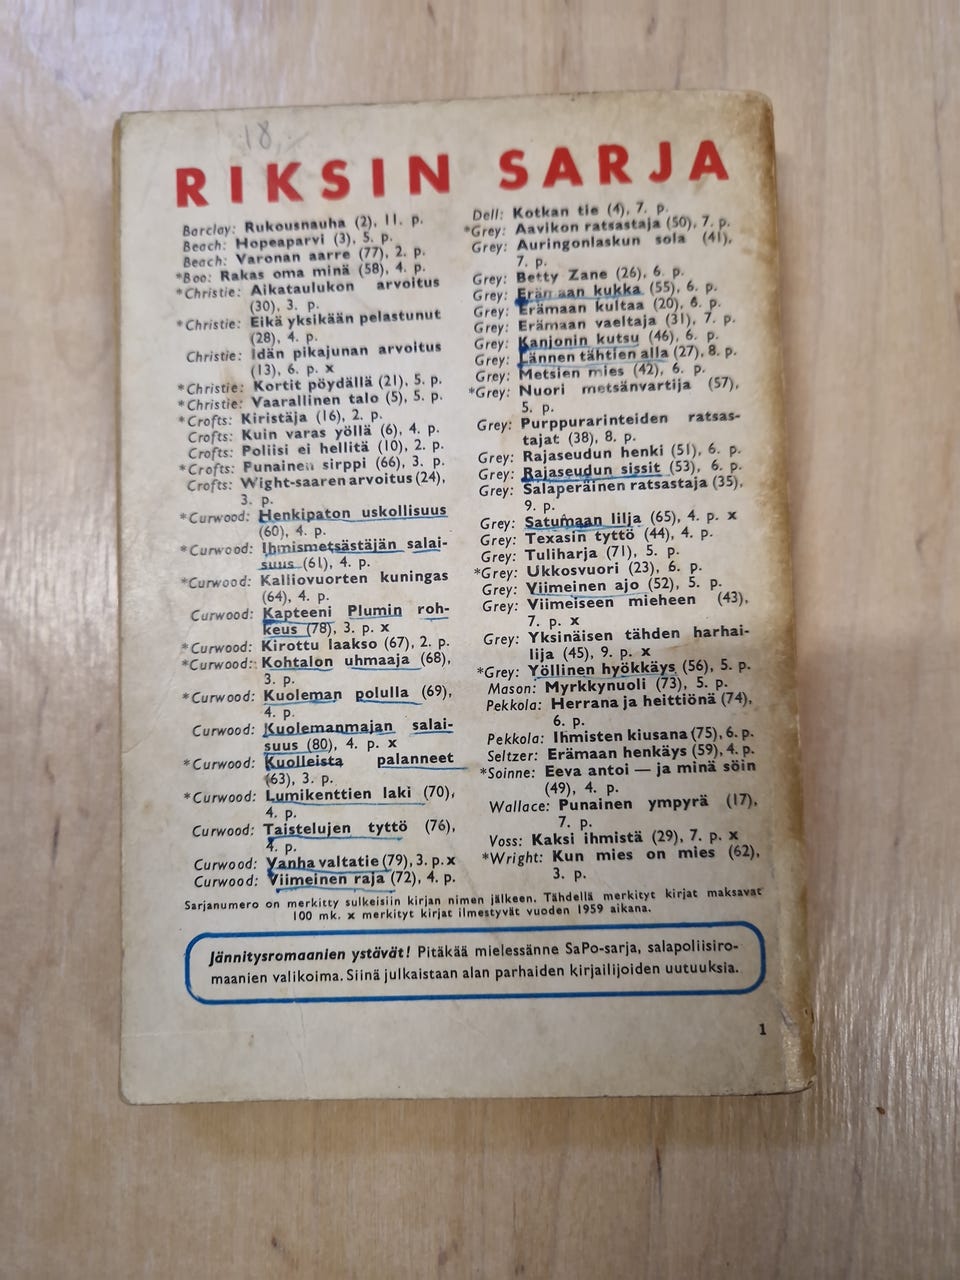 18,-
RIKSIN SARJA
Barclay: Rukousnauha (2), 11. p.
Beach: Hopeaparvi (3), 5. p.
Beach: Varonan aarre (77), 2. p.
*Boo: Rakas oma minä (58), 4. p.
*Christie: Aikataulukon arvoitus
(30), 3. p.
*Christie: Eikä yksikään pelastunut
(28), 4. p.
Christie: Idän pikajunan arvoitus
(13), 6. p. x
*Christie: Kortit pöydällä (21), 5. p.
*Christie: Vaarallinen talo (5), 5. p.
*Crofts: Kiristäja (16), 2. p.
Crofts: Kuin varas yöllä (6), 4. p.
Crofts: Poliisi ei hellitä (10), 2. p.
*Crofts: Punainen sirppi (66), 3. p.
Crofts: Wight-saaren arvoitus (24),
3. p.
*Curwood: Henkipaton uskollisuus
(60), 4. p.
*Curwood: Ihmismetsästäjän salai-
suus (61), 4. p.
*Curwood: Kalliovuorten kuningas
(64), 4. p.
Curwood: Kapteeni Plumin roh-
keus (78), 3. p. x
*Curwood: Kirottu laakso (67), 2. p.
*Curwood: Kohtalon uhmaaja (68),
3. p.
*Curwood: Kuoleman polulla (69),
4. p.
Curwood: Kuolemanmajan salai-
suus (80), 4. p. x
*Curwood: Kuolleista palanneet
(63), 3. p.
*Curwood: Lumikenttien laki (70),
4. p.
Curwood: Taistelujen tyttö (76),
4. p.
Curwood: Vanha valtatie (79), 3. p. x
Curwood: Viimeinen raja (72), 4. p.
Dell: Kotkan tie (4), 7. p.
*Grey: Aavikon ratsastaja (50), 7. p.
Grey: Auringonlaskun sola (41),
7. p.
Grey: Betty Zane (26), 6. p.
Grey: Erämaan kukka (55), 6. p.
Grey: Erämaan kultaa (20), 6. p.
Grey: Erämaan vaeltaja (31), 7. p.
Grey: Kanjonin kutsu (46), 6. p.
Grey: Lännen tähtien alla (27), 8. p.
Grey: Metsien mies (42), 6. p.
*Grey: Nuori metsänvartija (57),
5. p.
Grey: Purppurarinteiden ratsas-
tajat (38), 8. p.
Grey: Rajaseudun henki (51), 6. p.
Grey: Rajaseudun sissit (53), 6. p.
Grey: Salaperäinen ratsastaja (35),
9. p.
Grey: Satumaan lilja (65), 4. p. x
Grey: Texasin tyttö (44), 4. p.
Grey: Tuliharja (71), 5. p.
*Grey: Ukkosvuori (23), 6. p.
Grey: Viimeinen ajo (52), 5. p.
Grey: Viimeiseen mieheen (43),
7. p. x
Grey: Yksinäisen tähden harhai-
lija (45), 9. p. x
*Grey: Yöllinen hyökkäys (56), 5. p.
Mason: Myrkkynuoli (73), 5. p.
Pekkola: Herrana ja heittiönä (74),
6. p.
Pekkola: Ihmisten kiusana (75), 6. p.
Seltzer: Erämaan henkäys (59), 4. p.
*Soinne: Eeva antoi — ja minä söin
(49), 4. p.
Wallace: Punainen ympyrä (17),
7. p.
Voss: Kaksi ihmistä (29), 7. p. x
*Wright: Kun mies on mies (62),
3. p.
Sarjanumero on merkitty sulkeisiin kirjan nimen jälkeen. Tähdellä merkityt kirjat maksavat
100 mk. x merkityt kirjat ilmestyvät vuoden 1959 aikana.
Jännitysromaanien ystävät! Pitäkää mielessänne SaPo-sarja, salapoliisiro-
maanien valikoima. Siinä julkaistaan alan parhaiden kirjailijoiden uutuuksia.
1